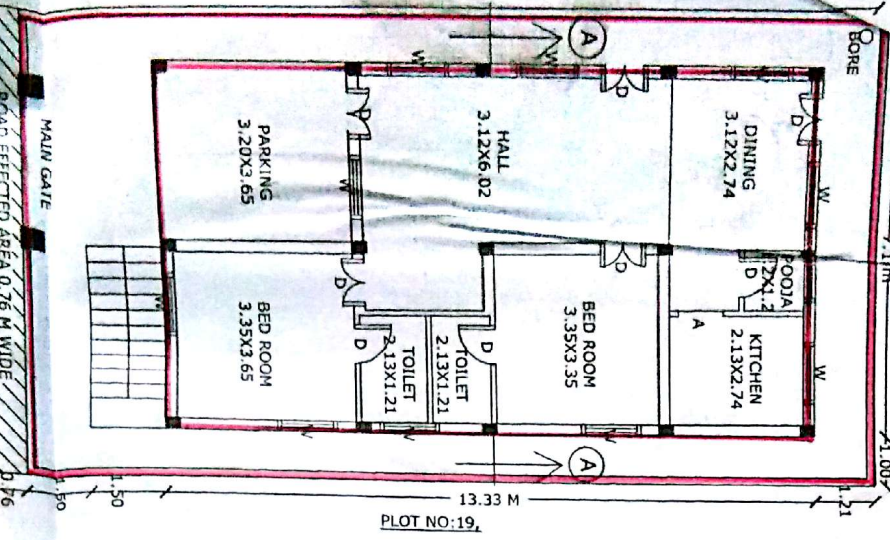 BORE
A
W
W
D
W
D
D
HALL
3.12X6.02
DINING
3.12X2.74
PARKING
3.20X3.65
W
W
MAIN GATE
ROAD EFFECTED AREA 0.76 M WIDE
D
D
D
POOJA
W
BED ROOM
3.35X3.65
BED ROOM
3.35X3.35
A
KITCHEN
2.13X2.74
W
D
TOILET
2.13X1.21
TOILET
2.13X1.21
D
W
A
1.50
1.50
0.76
13.33 M
1.21
PLOT NO:19,